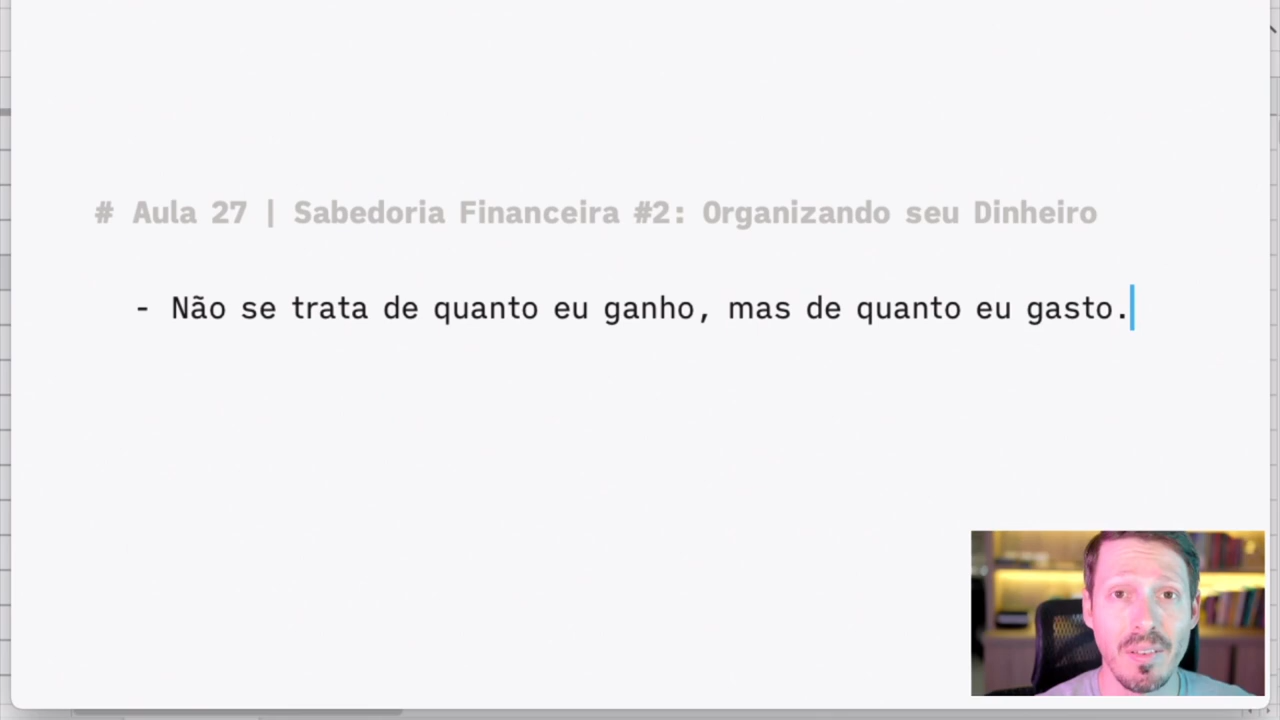 # Aula 27 | Sabedoria Financeira #2: Organizando seu Dinheiro
- Não se trata de quanto eu ganho, mas de quanto eu gasto.